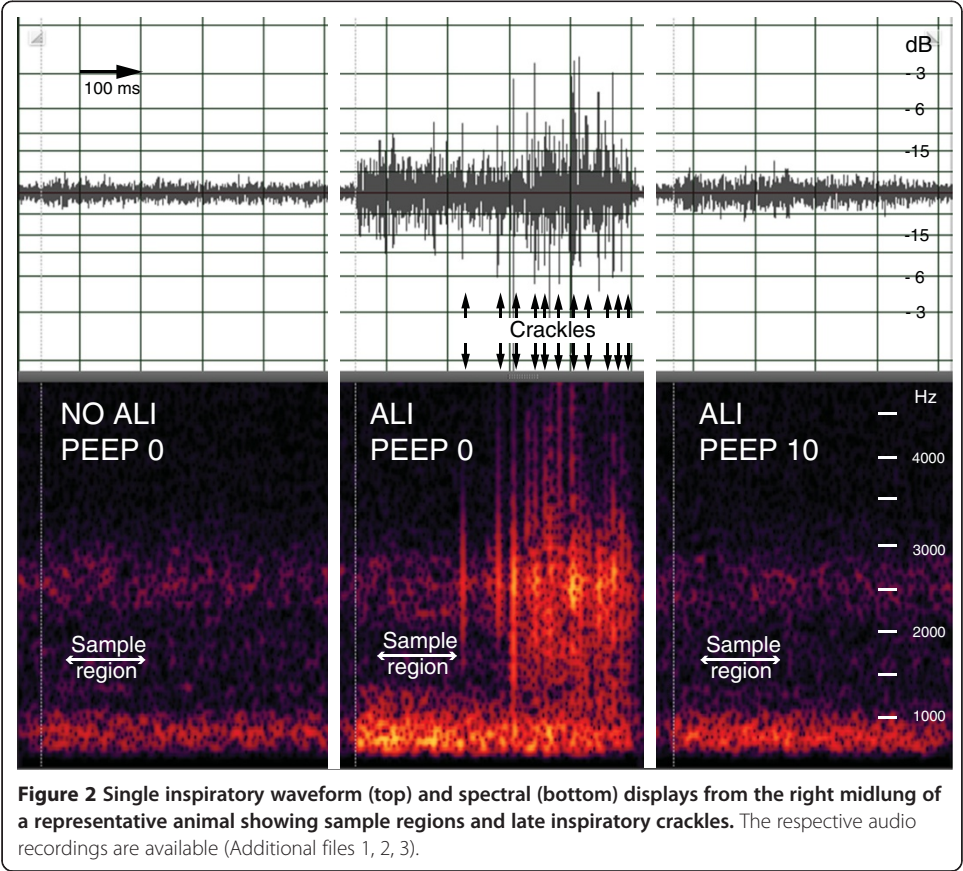 dB
- 3
100 ms
- 6
-15
-15
- 6
- 3
Crackles
NO ALI
PEEP 0
ALI
PEEP 0
ALI
PEEP 10
Hz
4000
3000
2000
1000
Sample
region
Sample
region
Sample
region
Figure 2 Single inspiratory waveform (top) and spectral (bottom) displays from the right midlung of
a representative animal showing sample regions and late inspiratory crackles. The respective audio
recordings are available (Additional files 1, 2, 3).